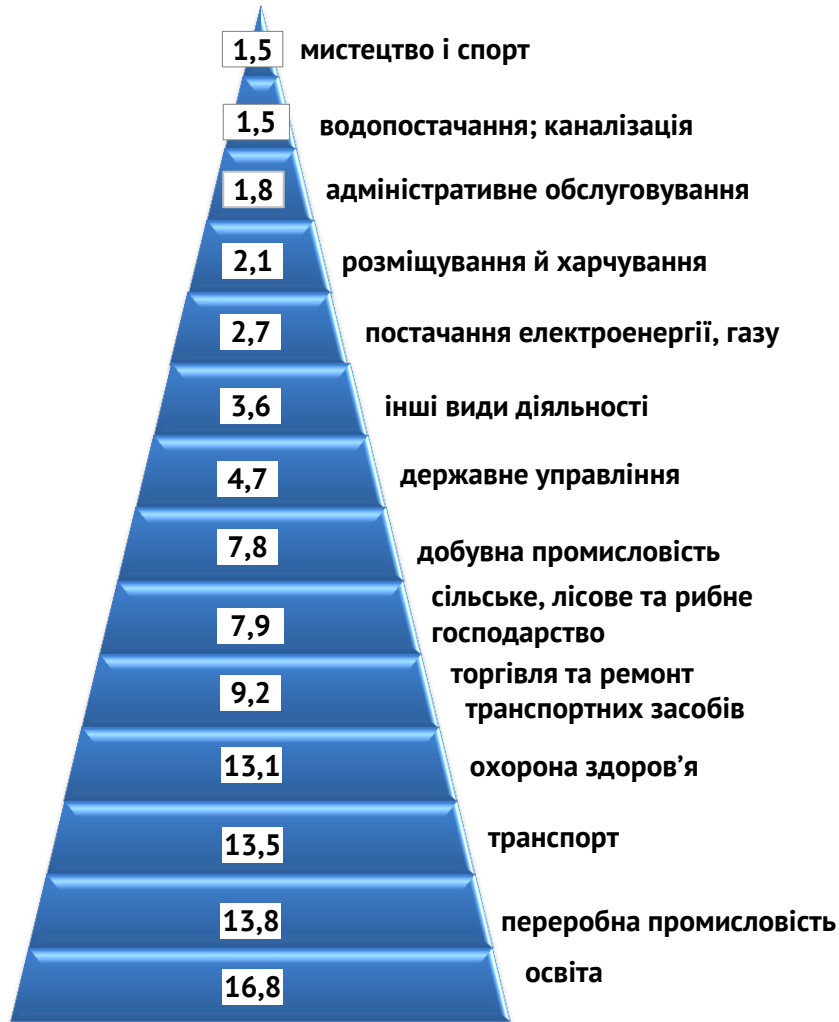 1,5 мистецтво і спорт
1,5 водопостачання; каналізація
1,8 адміністративне обслуговування
2,1 розміщування й харчування
2,7 постачання електроенергії, газу
3,6 інші види діяльності
4,7 державне управління
7,8 добувна промисловість
7,9 сільське, лісове та рибне
господарство
9,2 торгівля та ремонт
транспортних засобів
13,1 охорона здоров’я
13,5 транспорт
13,8 переробна промисловість
16,8 освіта